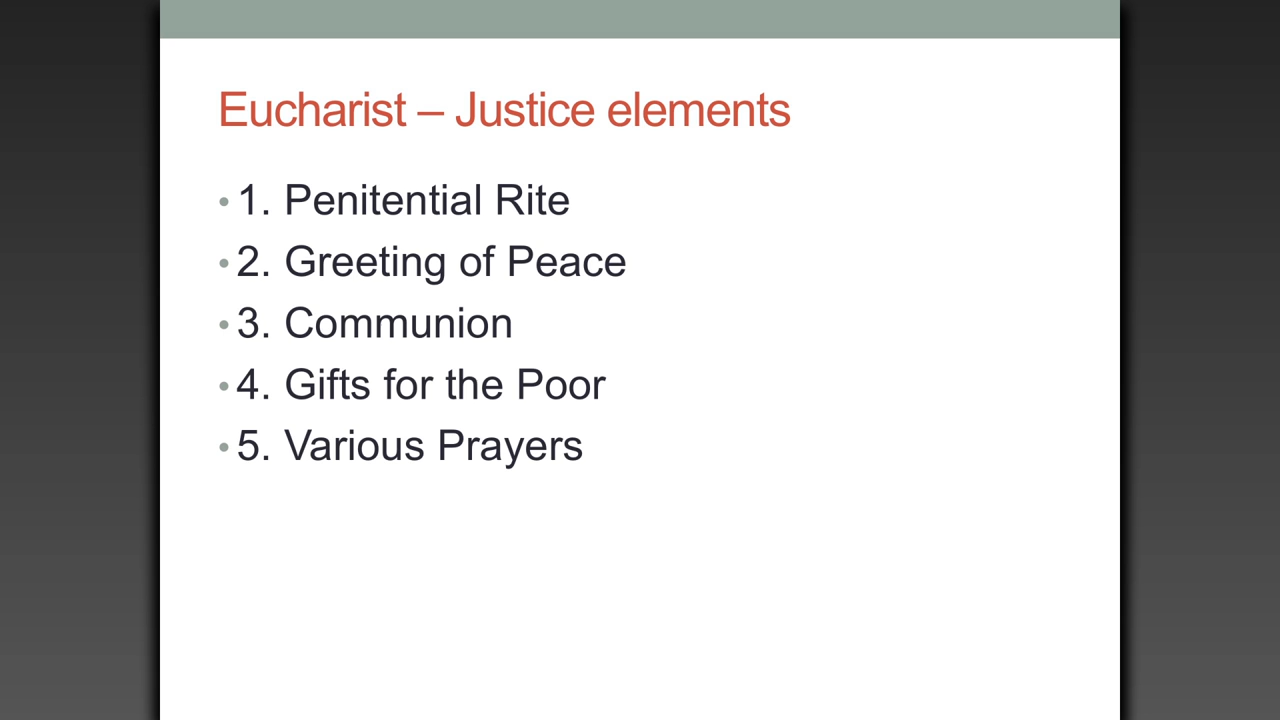 Eucharist – Justice elements
• 1. Penitential Rite
• 2. Greeting of Peace
• 3. Communion
• 4. Gifts for the Poor
• 5. Various Prayers